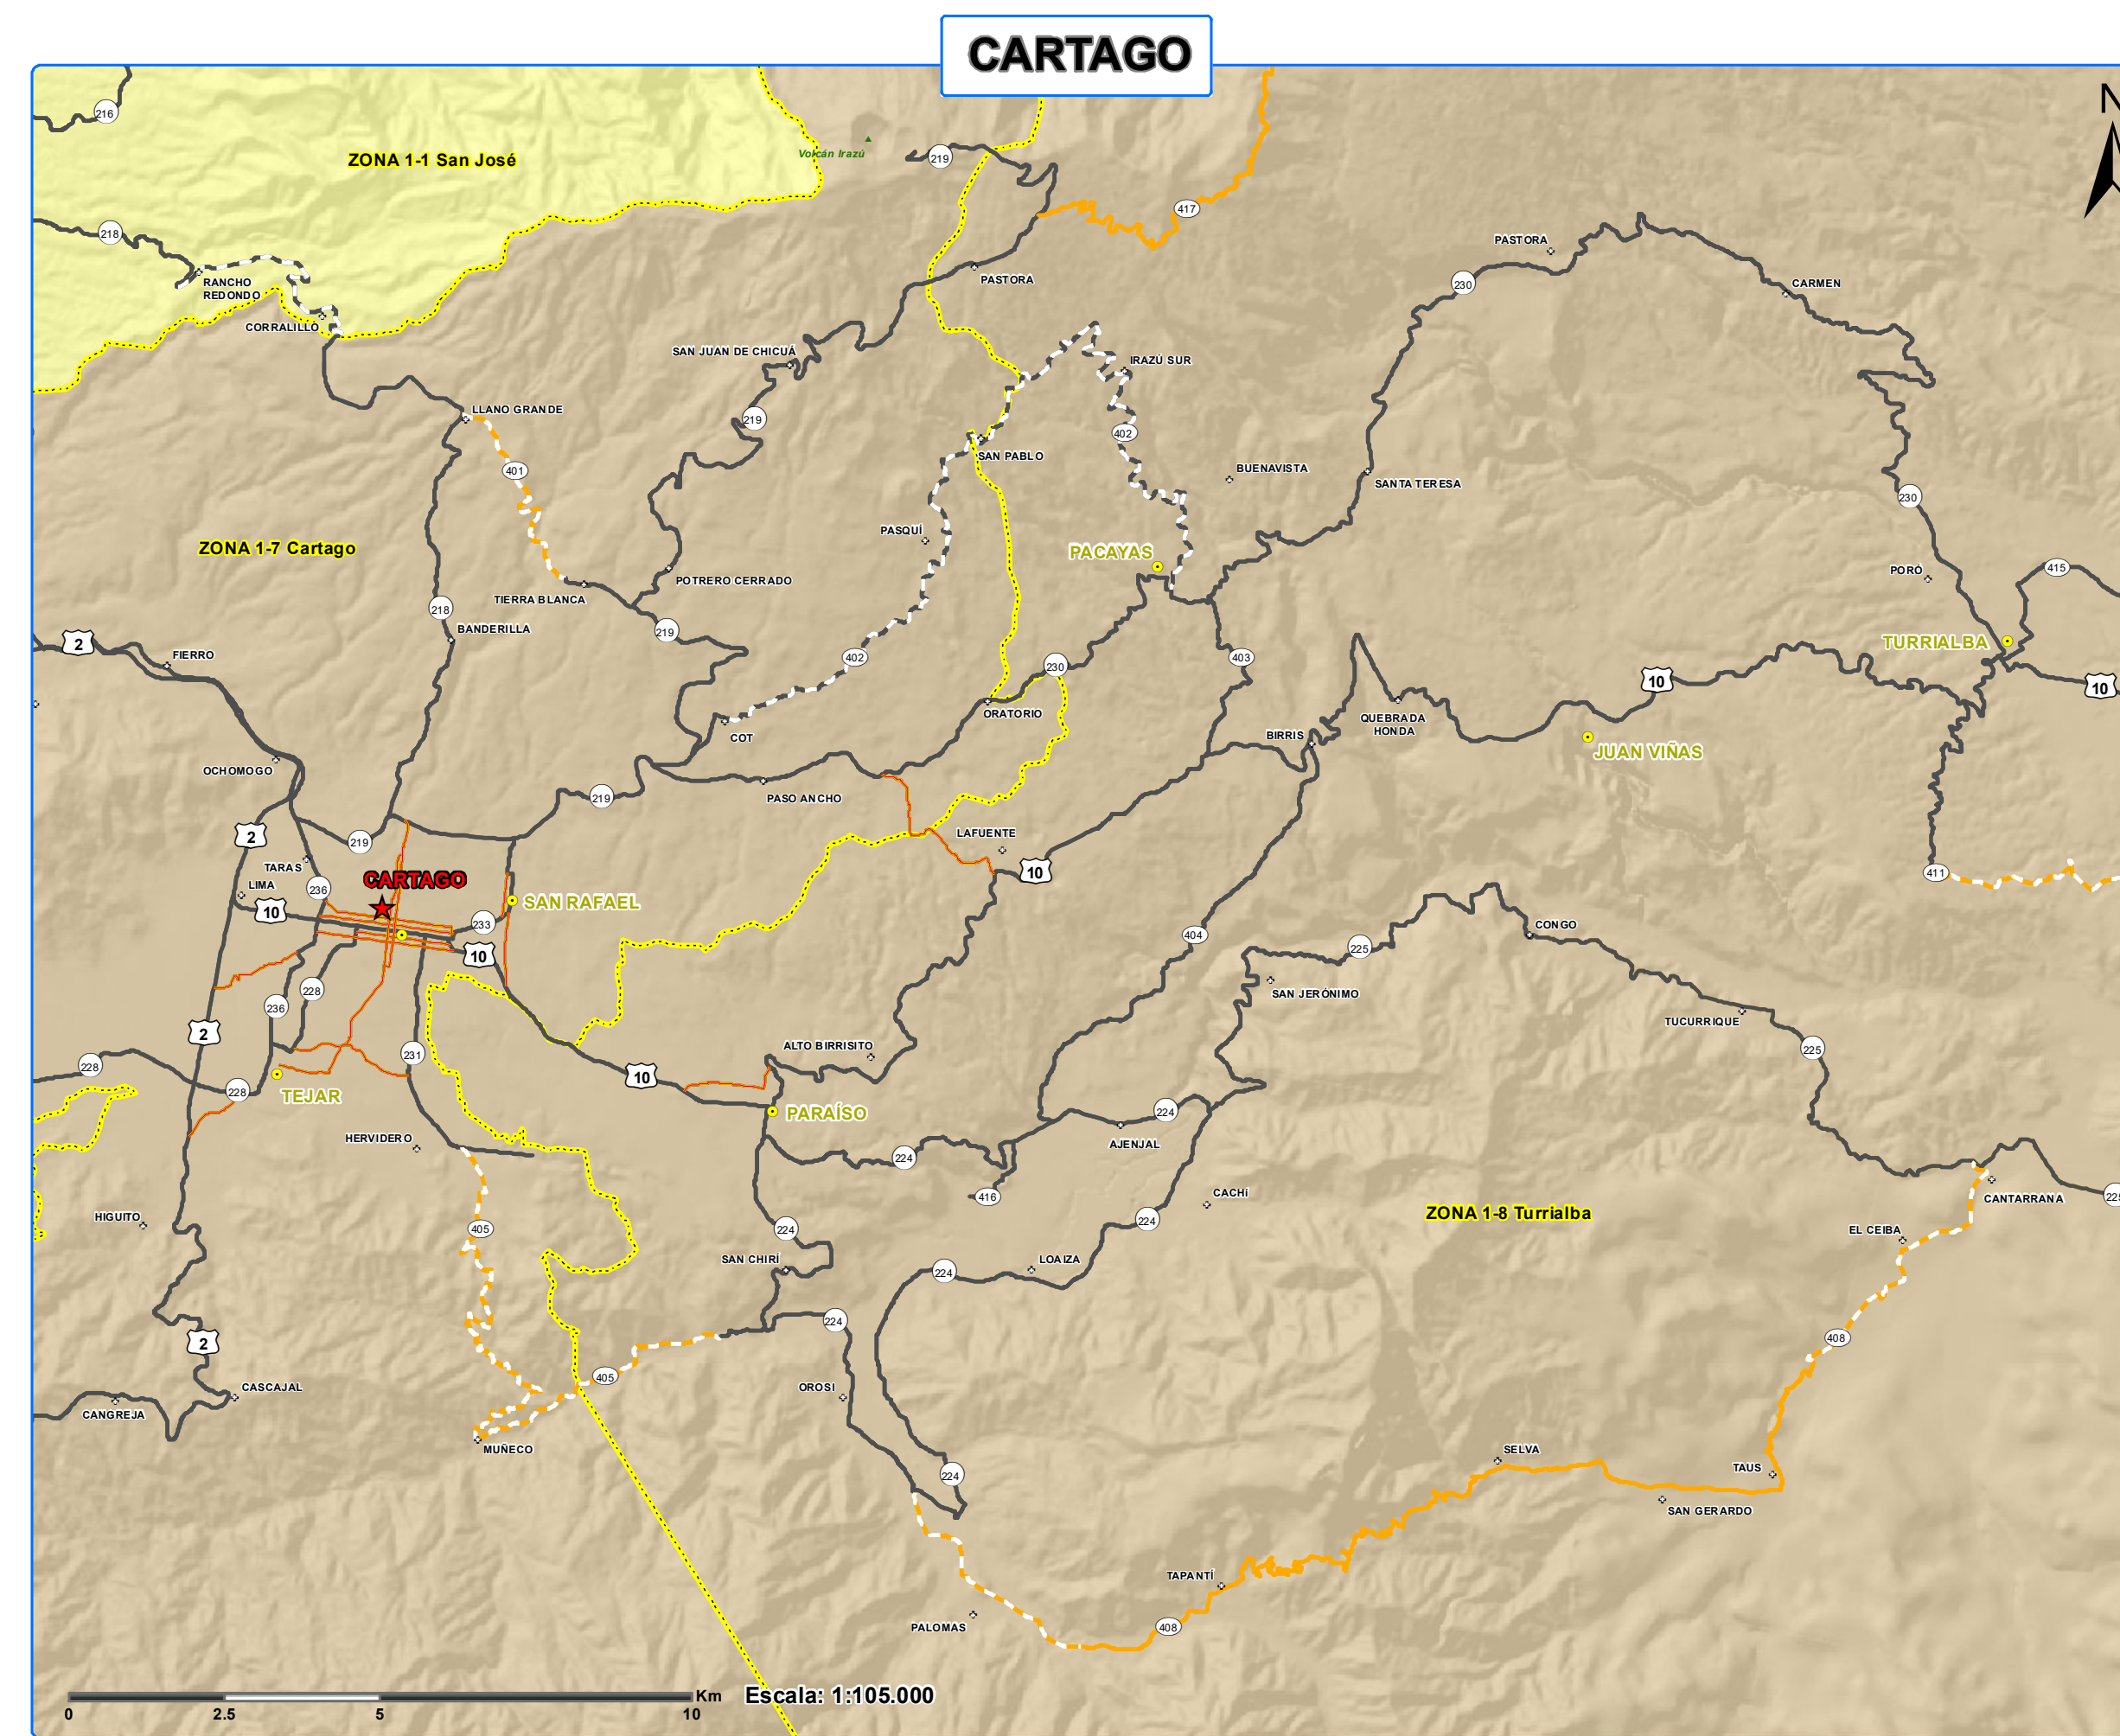 CARTAGO
N
216
ZONA 1-1 San José
Volcán Irazú
219
417
218
RANCHO
REDONDO
CORRALILLO
PASTORA
PASTORA
230
CARMEN
SAN JUAN DE CHICUÁ
IRAZÚ SUR
LLANO GRANDE
219
402
401
SAN PABLO
BUENAVISTA
SANTA TERESA
230
ZONA 1-7 Cartago
PASQUÍ
PACAYAS
POTRERO CERRADO
TIERRA BLANCA
PORÓ
415
218
BANDERILLA
219
2
FIERRO
402
230
403
TURRIALBA
10
10
ORATORIO
QUEBRADA
HONDA
COT
BIRRIS
JUAN VIÑAS
OCHOMOGO
219
PASO ANCHO
2
219
LAFUENTE
TARAS
10
411
CARTAGO
LIMA
236
10
SAN RAFAEL
233
10
404
225
CONGO
228
236
SAN JERÓNIMO
2
TUCURRIQUE
225
231
ALTO BIRRISITO
228
10
228
TEJAR
PARAÍSO
224
HERVIDERO
AJENJAL
224
416
CACHÍ
225
CANTARRANA
HIGUITO
405
224
224
ZONA 1-8 Turrialba
EL CEIBA
SAN CHIRÍ
224
LOAIZA
224
2
408
405
CASCAJAL
CANGREJA
OROSI
MUÑECO
224
SELVA
TAUS
SAN GERARDO
TAPANTÍ
PALOMAS
408
Km
Escala: 1:105.000
0
2.5
5
10